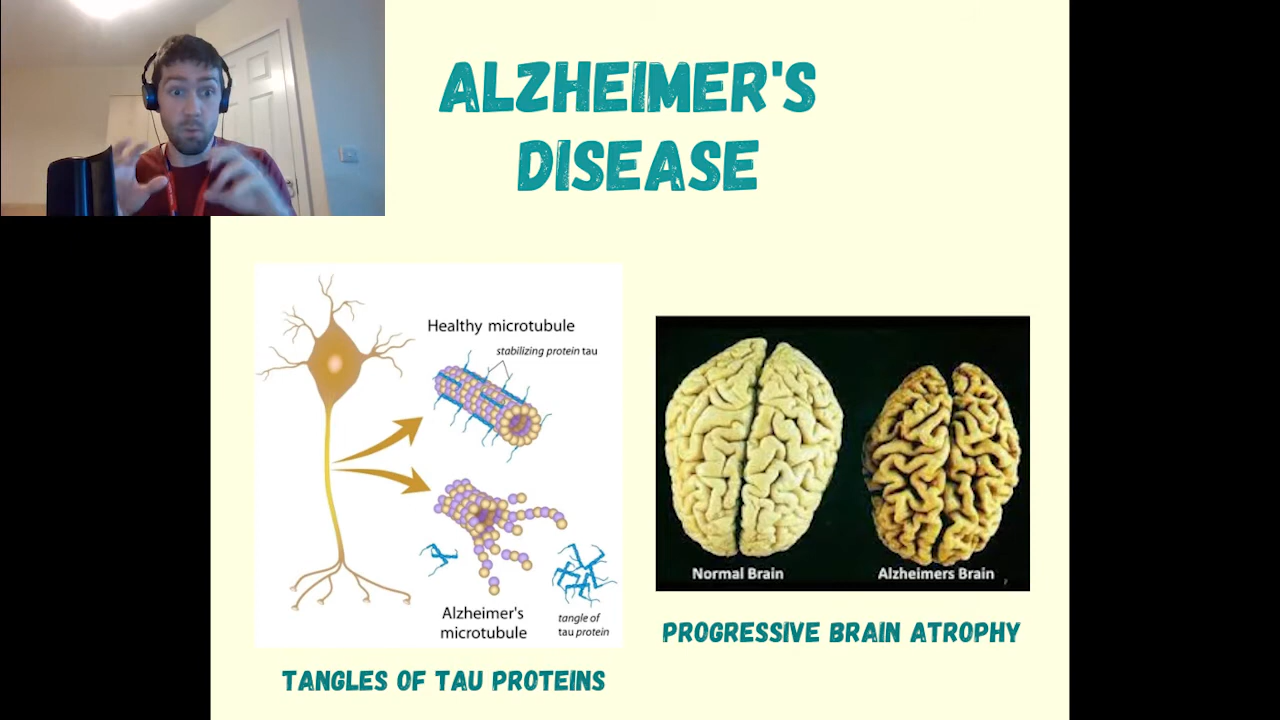 ALZHEIMER'S
DISEASE
Healthy microtubule
stabilizing protein tau
Alzheimer's
microtubule
tangle of
tau protein
TANGLES OF TAU PROTEINS
Normal Brain
Alzheimers Brain
PROGRESSIVE BRAIN ATROPHY